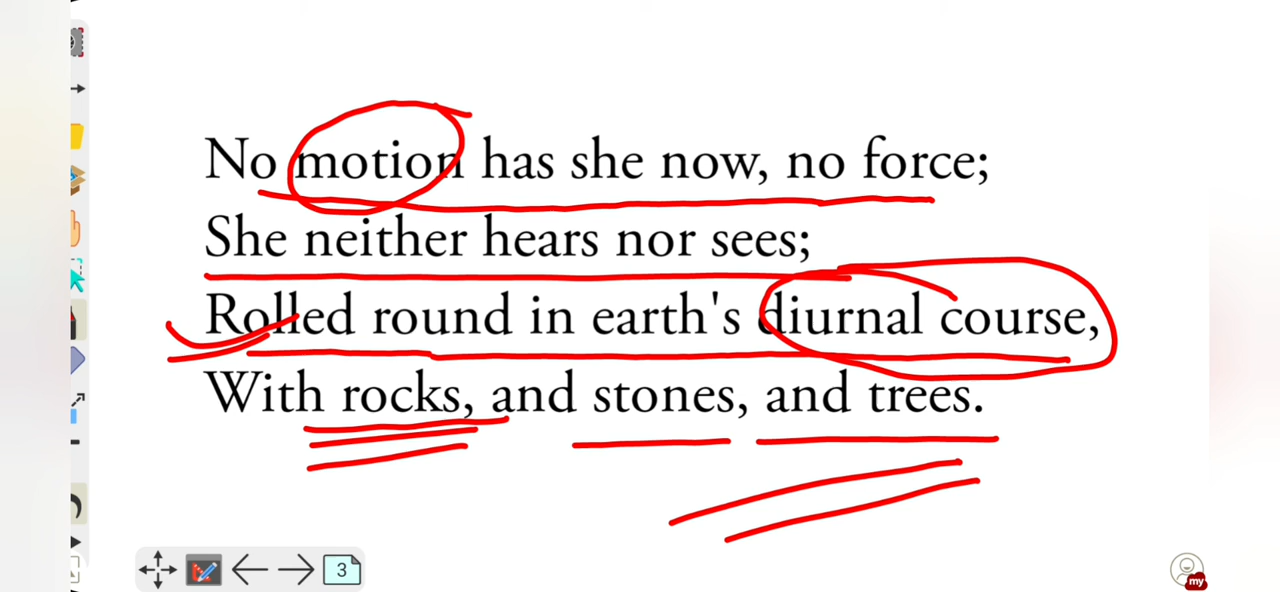 No motion has she now, no force;
She neither hears nor sees;
Rolled round in earth's diurnal course,
With rocks, and stones, and trees.
3
my